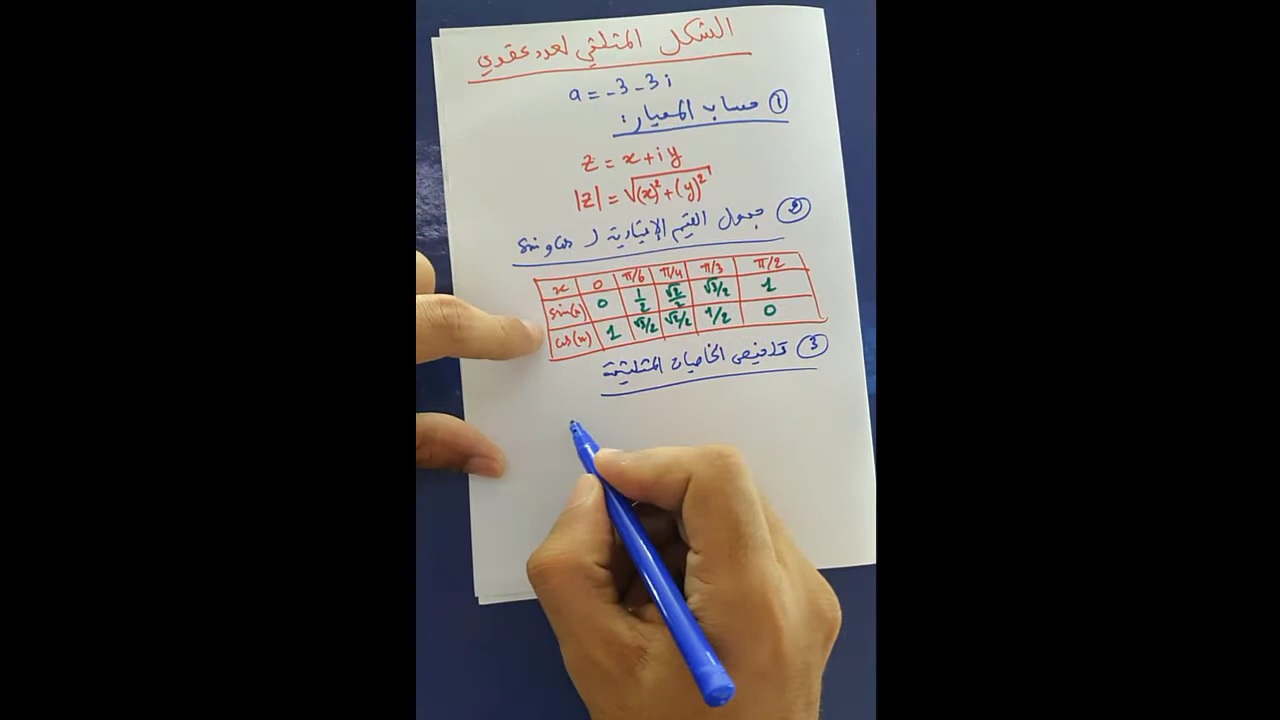 الشكل المثلثي لعدد عقدي
a = -3 - 3i
① حساب المعيار:
z = x + iy
|z| = √(x)² + (y)²
② جدول القيم الإعتيادية لـ cos و sin
x 0 π/6 π/4 π/3 π/2
sin(x) 0 1/2 √2/2 √3/2 1
cos(x) 1 √3/2 √2/2 1/2 0
③ الخاصيات المثلثية